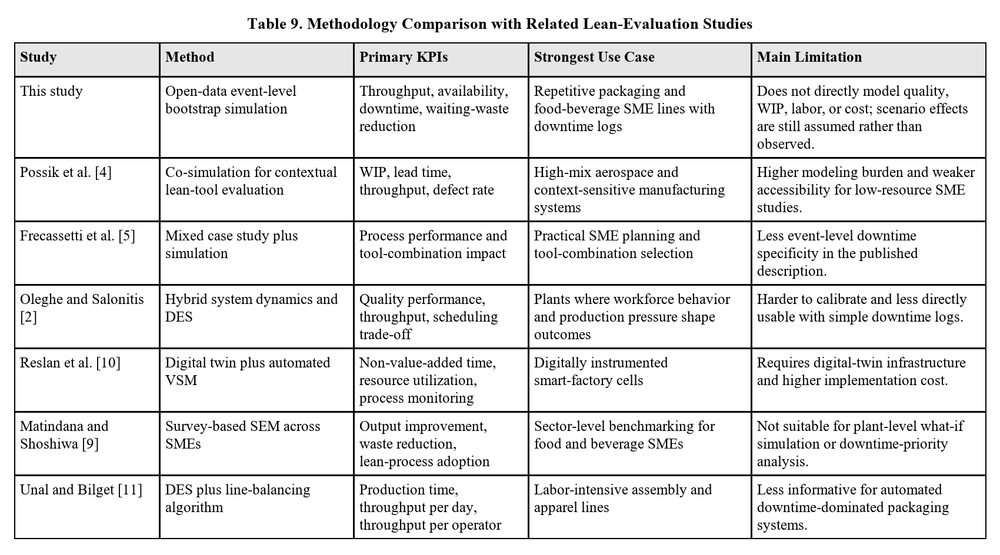 Table 9. Methodology Comparison with Related Lean-Evaluation Studies
Study
Method
Primary KPIs
Strongest Use Case
Main Limitation
This study
Open-data event-level
bootstrap simulation
Throughput, availability,
downtime, waiting-waste
reduction
Repetitive packaging and
food-beverage SME lines with
downtime logs
Does not directly model quality,
WIP, labor, or cost; scenario effects
are still assumed rather than
observed.
Possik et al. [4]
Co-simulation for contextual
lean-tool evaluation
WIP, lead time,
throughput, defect rate
High-mix aerospace and
context-sensitive manufacturing
systems
Higher modeling burden and weaker
accessibility for low-resource SME
studies.
Frecassetti et al. [5]
Mixed case study plus
simulation
Process performance and
tool-combination impact
Practical SME planning and
tool-combination selection
Less event-level downtime
specificity in the published
description.
Oleghe and Salonitis
[2]
Hybrid system dynamics and
DES
Quality performance,
throughput, scheduling
trade-off
Plants where workforce behavior
and production pressure shape
outcomes
Harder to calibrate and less directly
usable with simple downtime logs.
Reslan et al. [10]
Digital twin plus automated
VSM
Non-value-added time,
resource utilization,
process monitoring
Digitally instrumented
smart-factory cells
Requires digital-twin infrastructure
and higher implementation cost.
Matindana and
Shoshiwa [9]
Survey-based SEM across
SMEs
Output improvement,
waste reduction,
lean-process adoption
Sector-level benchmarking for
food and beverage SMEs
Not suitable for plant-level what-if
simulation or downtime-priority
analysis.
Unal and Bilget [11]
DES plus line-balancing
algorithm
Production time,
throughput per day,
throughput per operator
Labor-intensive assembly and
apparel lines
Less informative for automated
downtime-dominated packaging
systems.